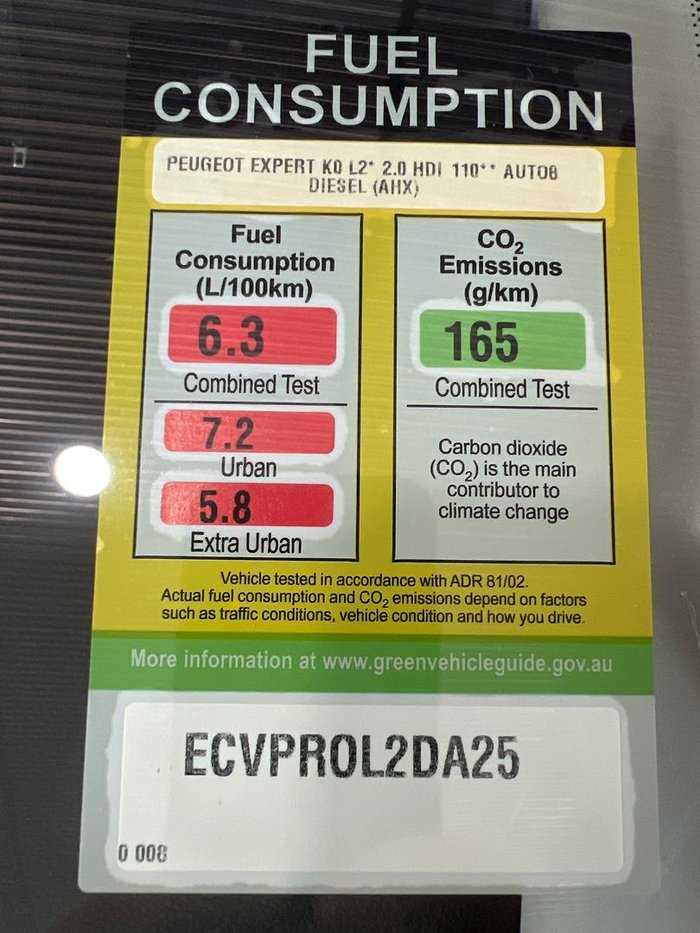 FUEL
CONSUMPTION
PEUGEOT EXPERT K0 L2* 2.0 HDi 110** AUTO8
DIESEL (AHX)
Fuel
Consumption
(L/100km)
6.3
Combined Test
7.2
Urban
5.8
Extra Urban
CO₂
Emissions
(g/km)
165
Combined Test
Carbon dioxide
(CO₂) is the main
contributor to
climate change
Vehicle tested in accordance with ADR 81/02.
Actual fuel consumption and CO₂ emissions depend on factors
such as traffic conditions, vehicle condition and how you drive.
More information at www.greenvehicleguide.gov.au
ECVPROL2DA25
0 008